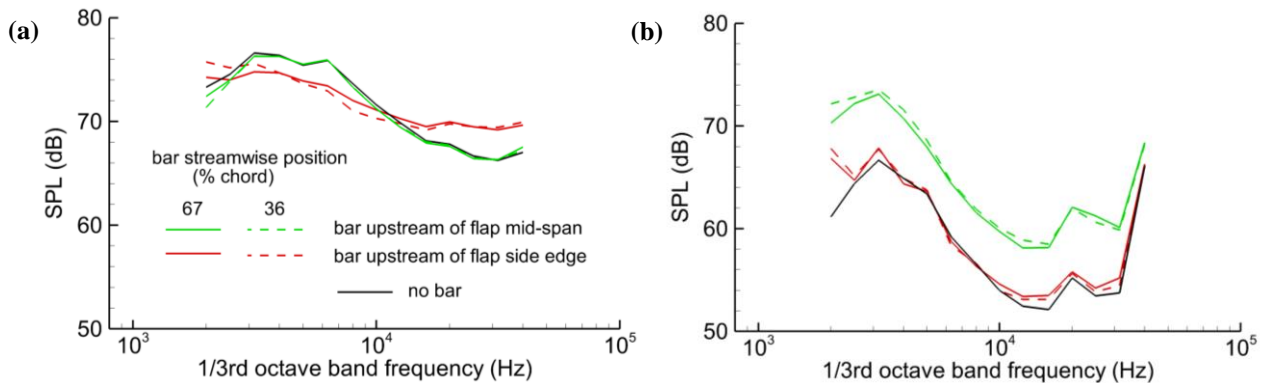 (a)
80
70
60
50
SPL (dB)
bar streamwise position
(% chord)
67 36
bar upstream of flap mid-span
bar upstream of flap side edge
no bar
10³ 10⁴ 10⁵
1/3rd octave band frequency (Hz)
(b)
80
70
60
50
SPL (dB)
10³ 10⁴ 10⁵
1/3rd octave band frequency (Hz)